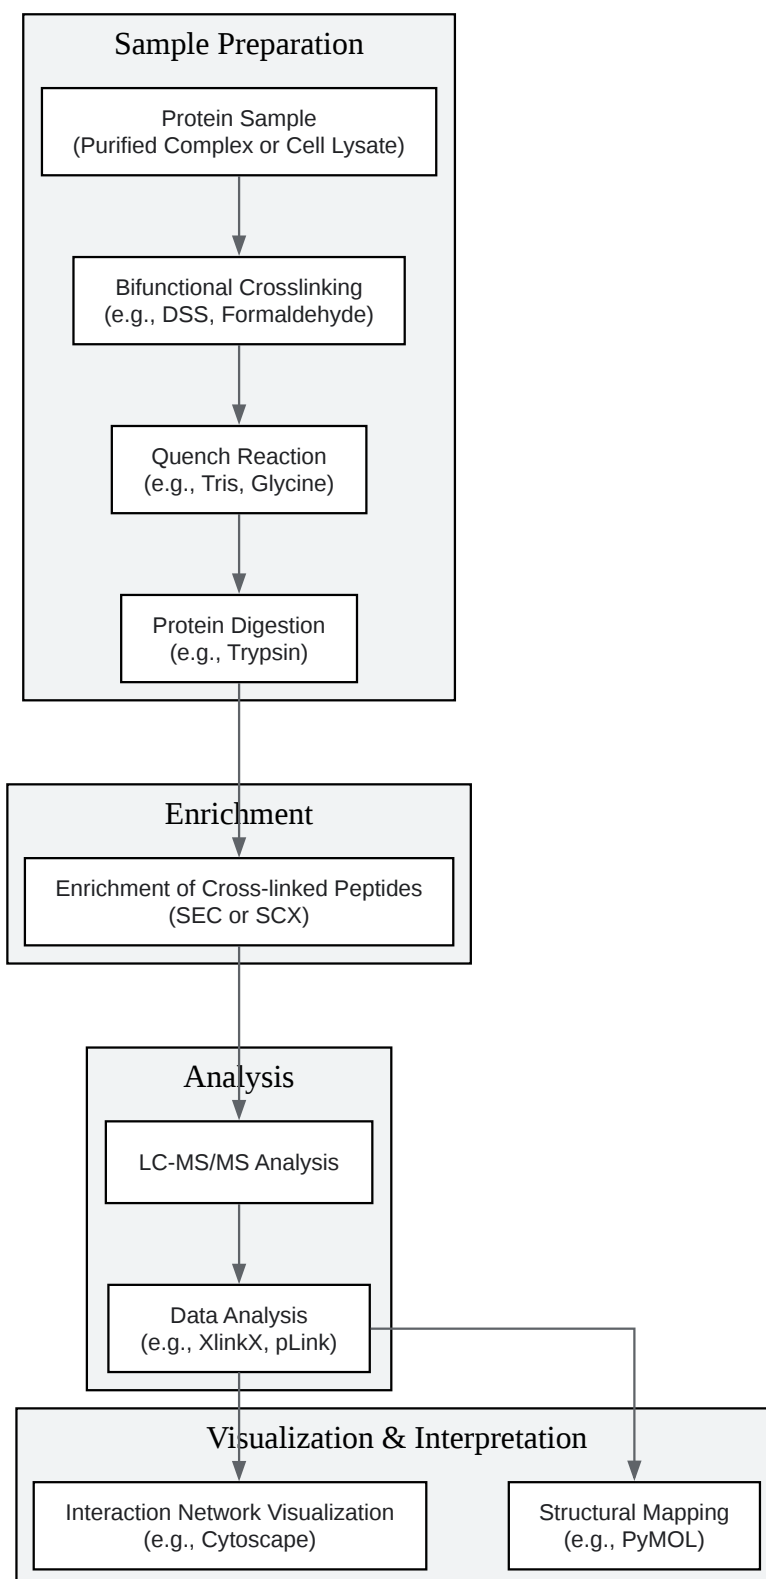 Sample Preparation
Protein Sample
(Purified Complex or Cell Lysate)
Bifunctional Crosslinking
(e.g., DSS, Formaldehyde)
Quench Reaction
(e.g., Tris, Glycine)
Protein Digestion
(e.g., Trypsin)
Enrichment
Enrichment of Cross-linked Peptides
(SEC or SCX)
Analysis
LC-MS/MS Analysis
Data Analysis
(e.g., XlinkX, pLink)
Visualization & Interpretation
Interaction Network Visualization
(e.g., Cytoscape)
Structural Mapping
(e.g., PyMOL)